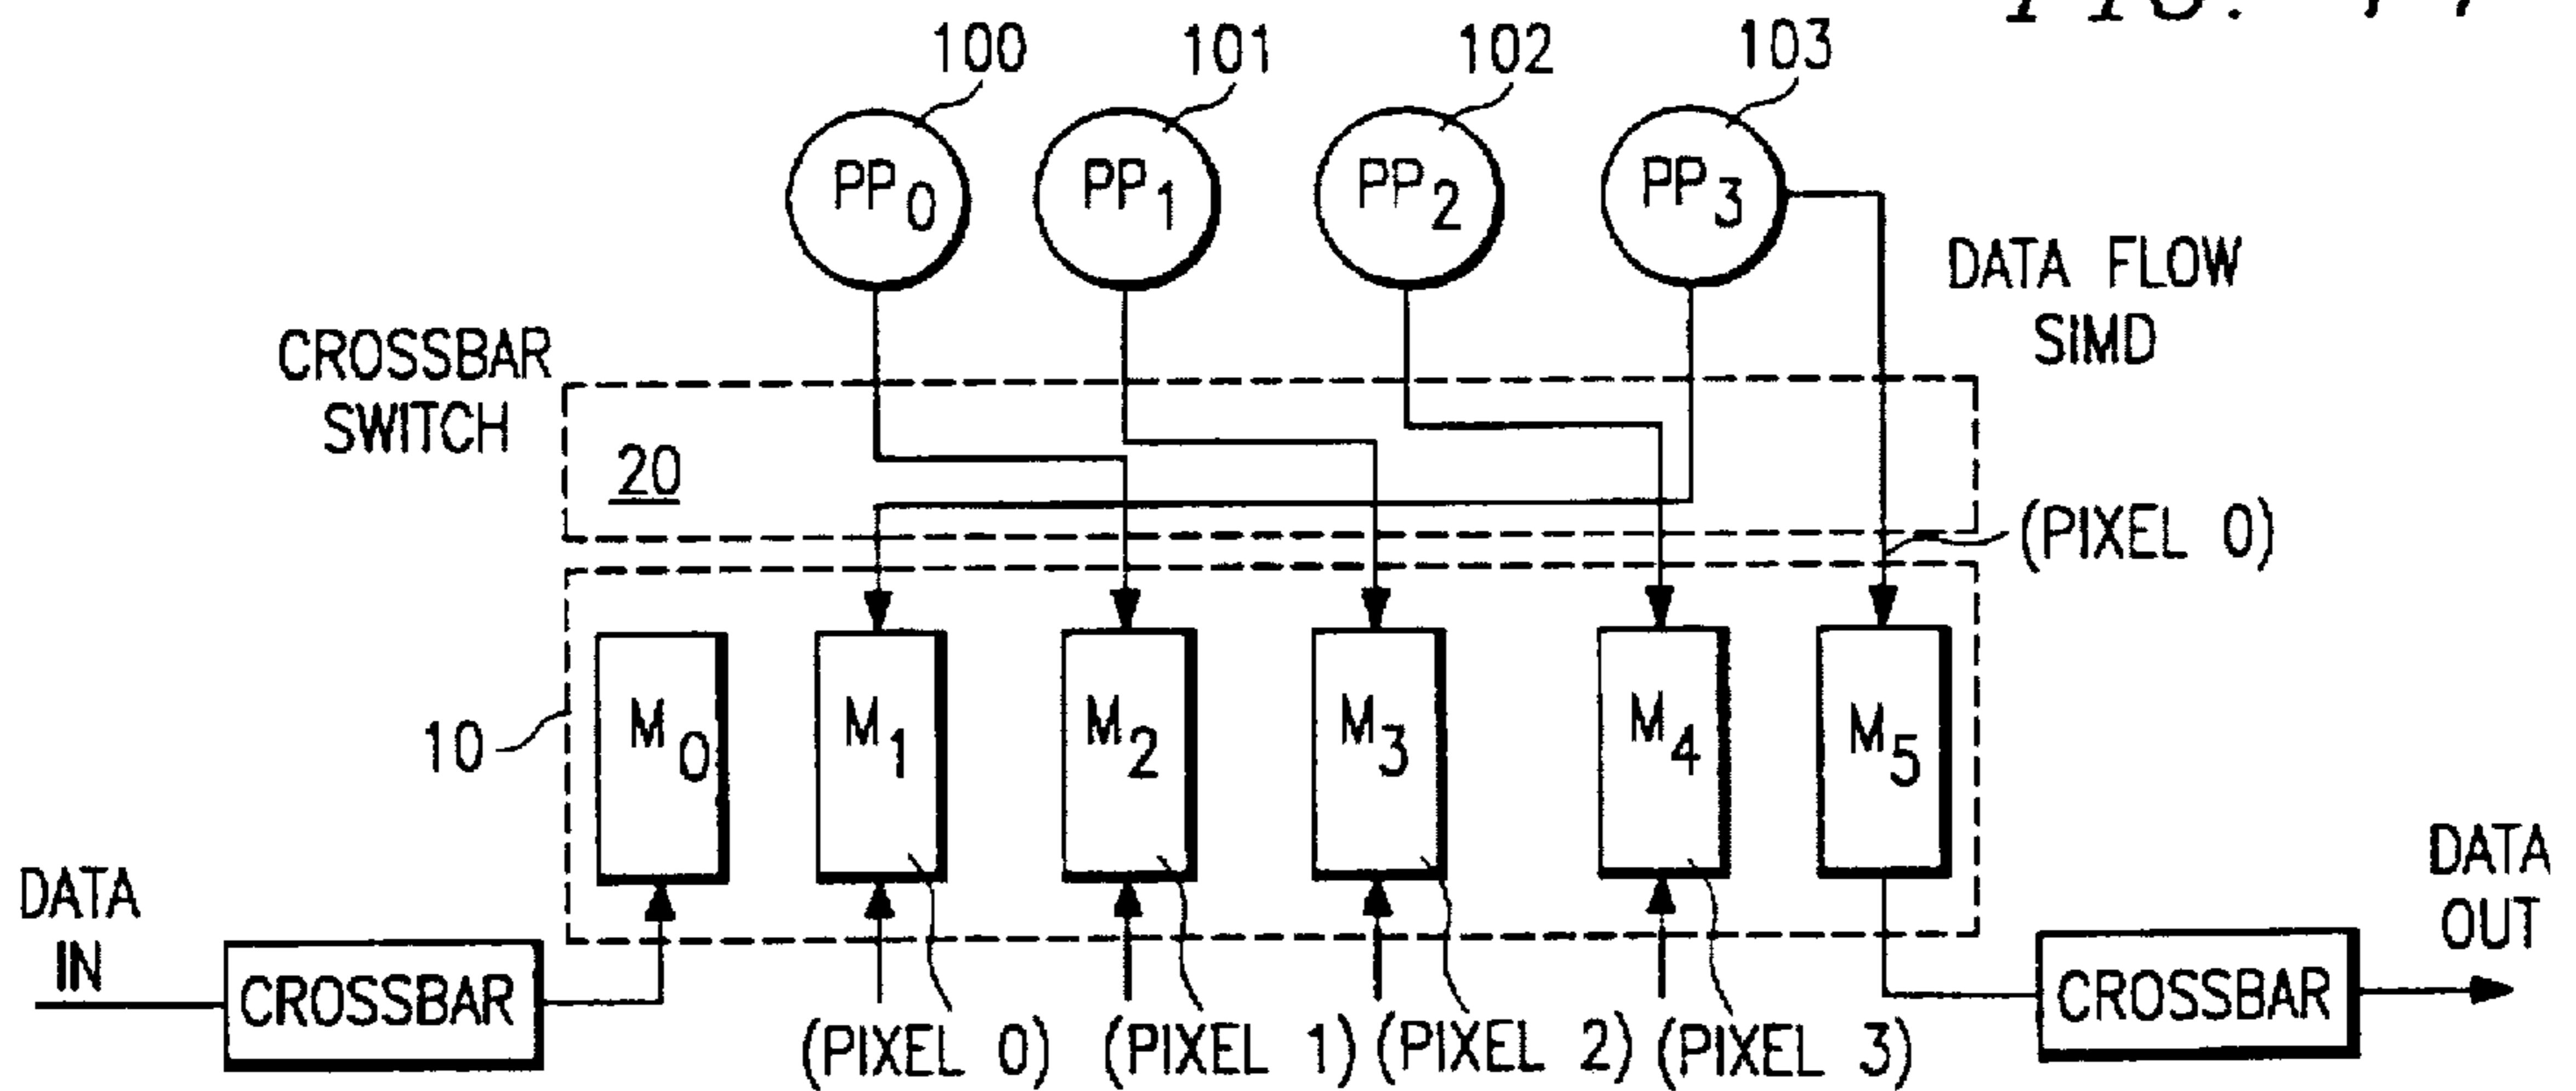 100
101
102
103
PP0
PP1
PP2
PP3
DATA FLOW
SIMD
CROSSBAR
SWITCH
20
(PIXEL 0)
10
M0
M1
M2
M3
M4
M5
DATA
IN
CROSSBAR
(PIXEL 0)
(PIXEL 1)
(PIXEL 2)
(PIXEL 3)
CROSSBAR
DATA
OUT